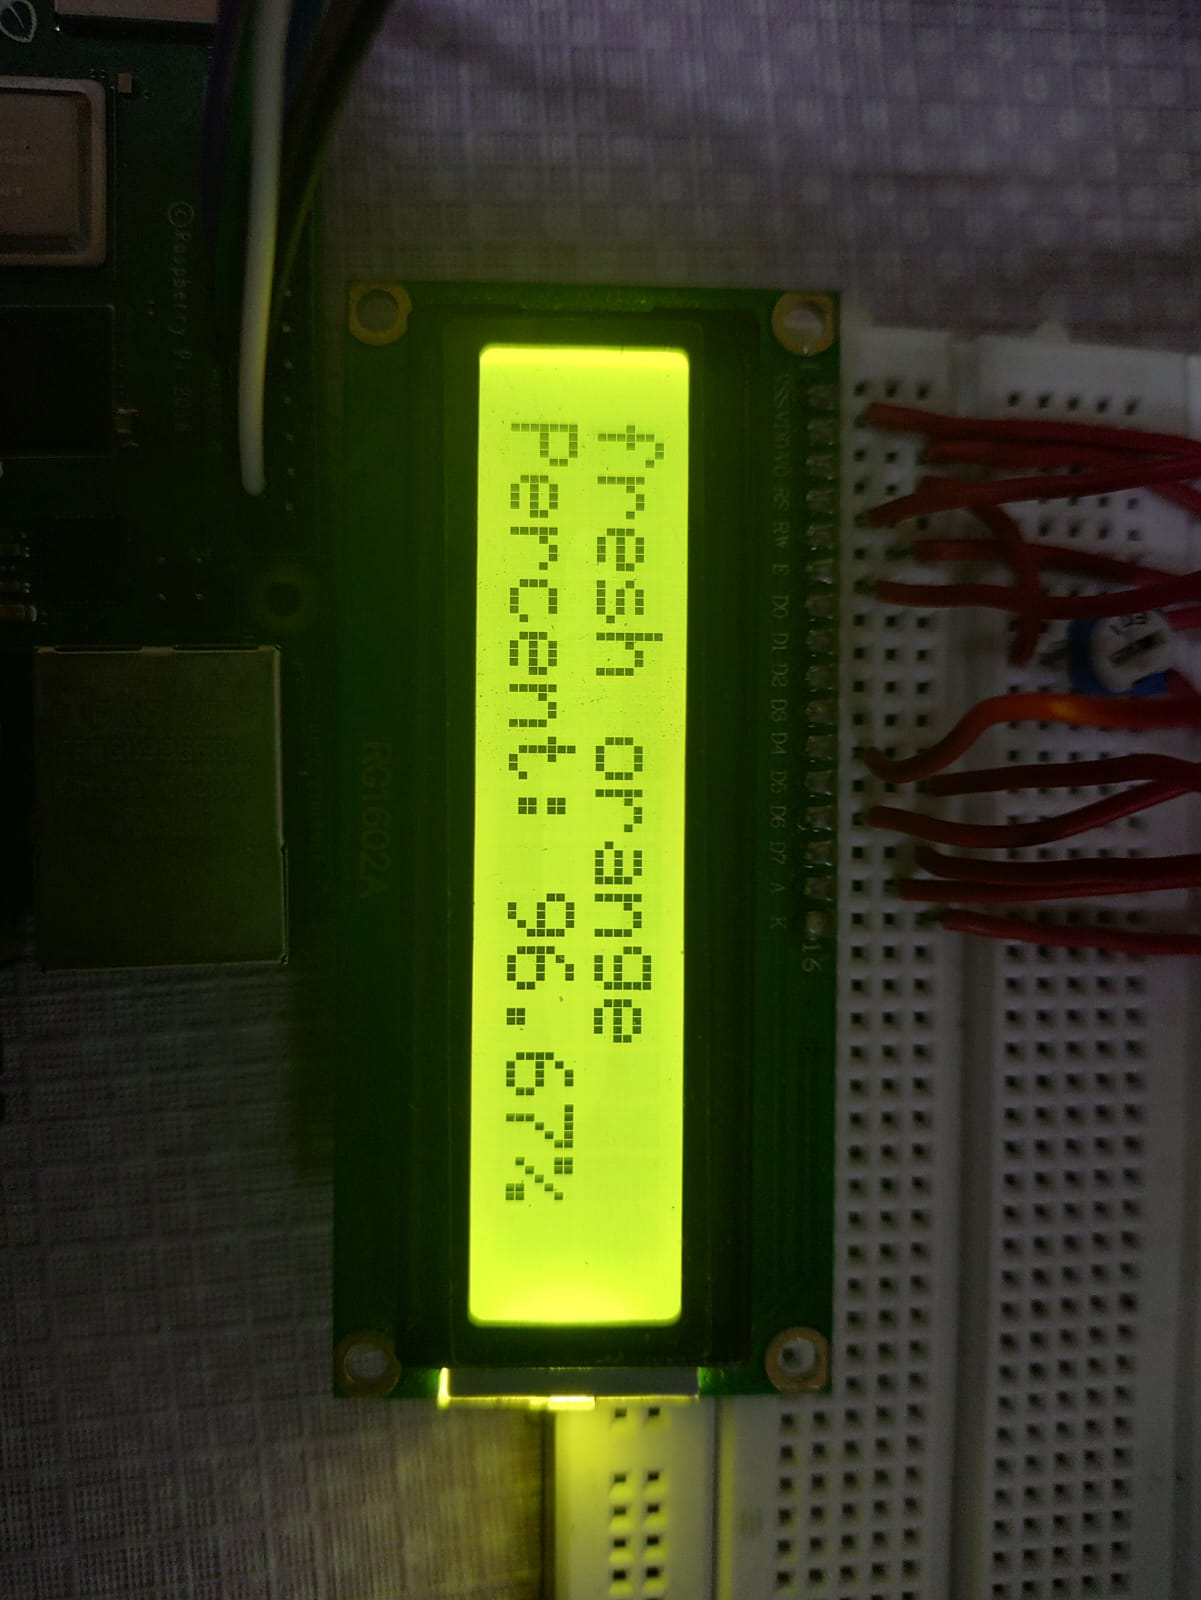 1 16
VSS VDD V0 RS RW E D0 D1 D2 D3 D4 D5 D6 D7 A K
fresh orange
Percent: 96.67%
RG1602A
©Raspberry Pi 2018